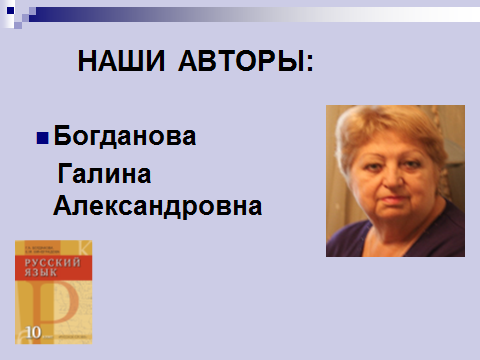 НАШИ АВТОРЫ:
Богданова
Галина
Александровна
РУССКИЙ
ЯЗЫК
Р
10